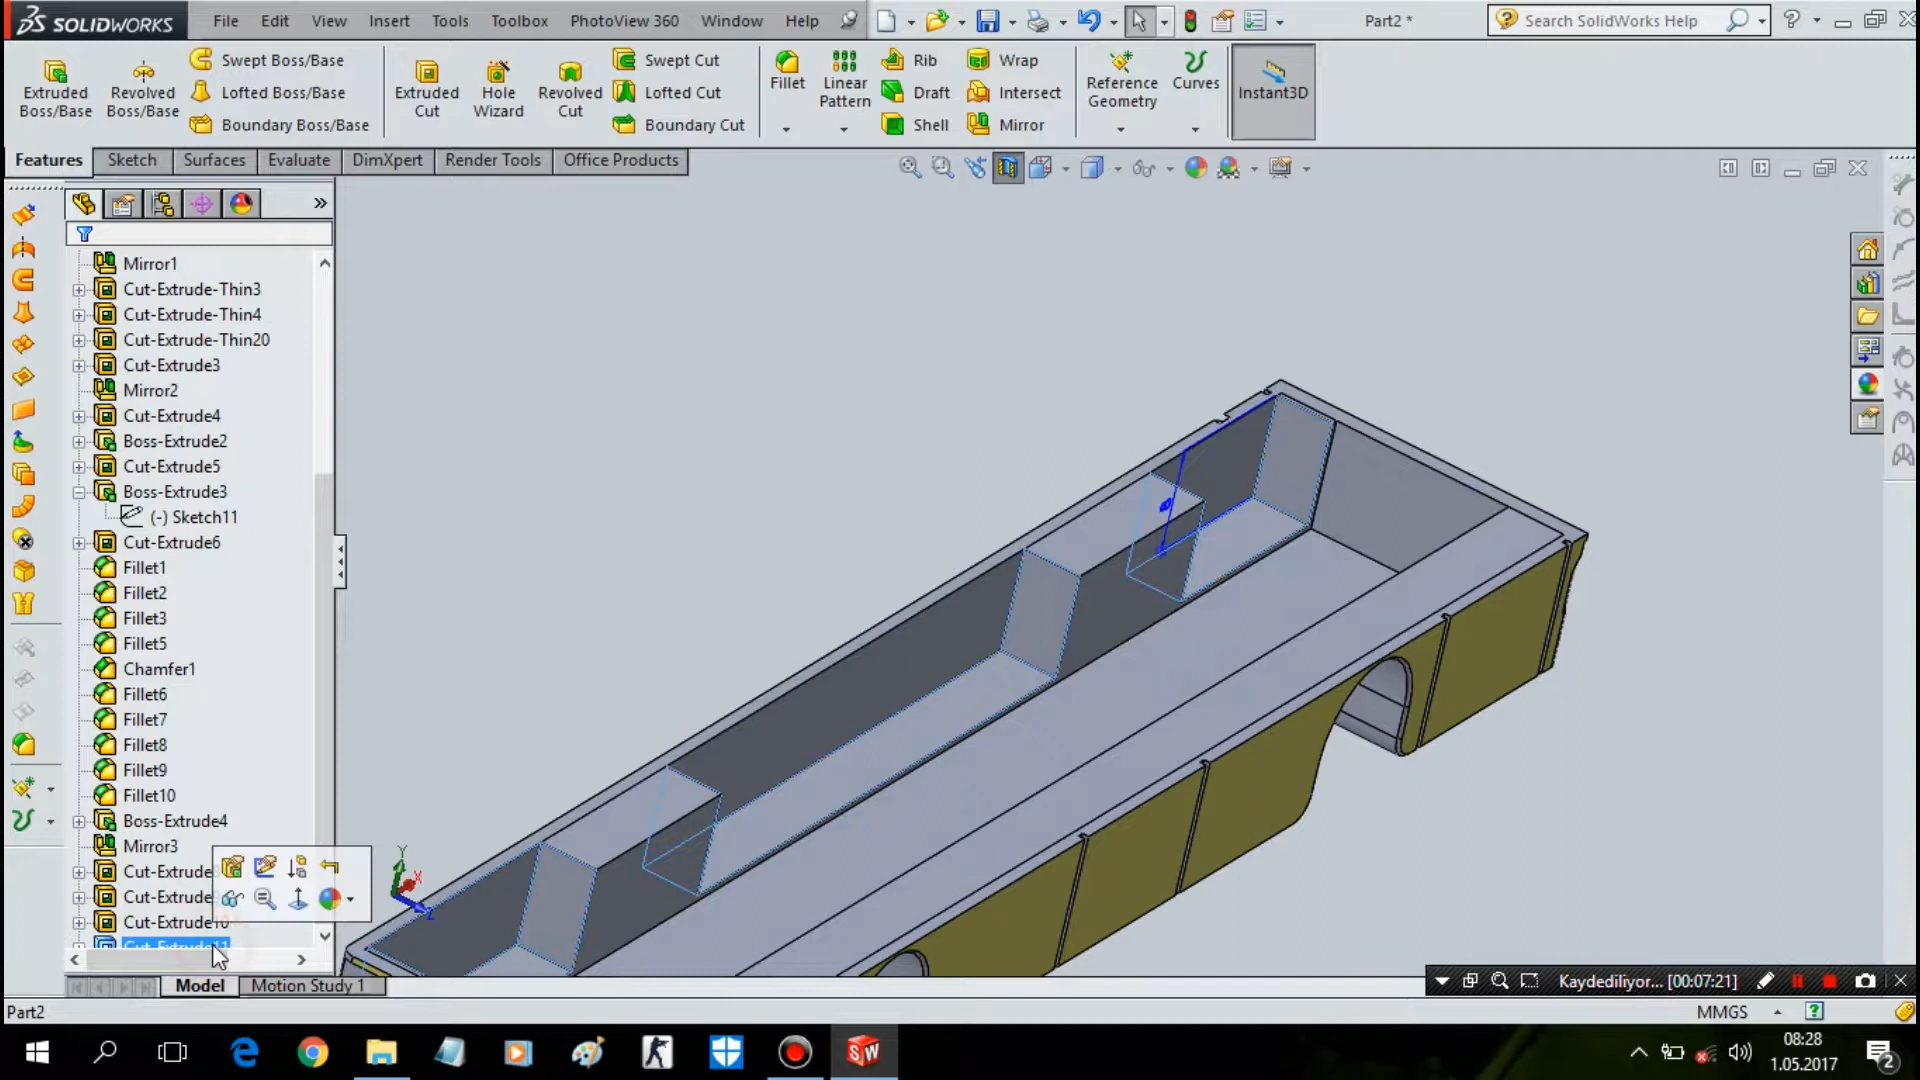 SOLIDWORKS File Edit View Insert Tools Toolbox PhotoView 360 Window Help Part2 * Search SolidWorks Help
Extruded Boss/Base
Revolved Boss/Base
Swept Boss/Base
Lofted Boss/Base
Boundary Boss/Base
Extruded Cut
Hole Wizard
Revolved Cut
Swept Cut
Lofted Cut
Boundary Cut
Fillet
Linear Pattern
Rib
Draft
Shell
Wrap
Intersect
Mirror
Reference Geometry
Curves
Instant3D
Features Sketch Surfaces Evaluate DimXpert Render Tools Office Products
Mirror1
Cut-Extrude-Thin3
Cut-Extrude-Thin4
Cut-Extrude-Thin20
Cut-Extrude3
Mirror2
Cut-Extrude4
Boss-Extrude2
Cut-Extrude5
Boss-Extrude3
(-) Sketch11
Cut-Extrude6
Fillet1
Fillet2
Fillet3
Fillet5
Chamfer1
Fillet6
Fillet7
Fillet8
Fillet9
Fillet10
Boss-Extrude4
Mirror3
Cut-Extrude
Cut-Extrude
Cut-Extrude10
Cut-Extrude11
Y
X
Z
Model Motion Study 1
Kaydediliyor... [00:07:21]
Part2 MMGS
08:28
1.05.2017
2